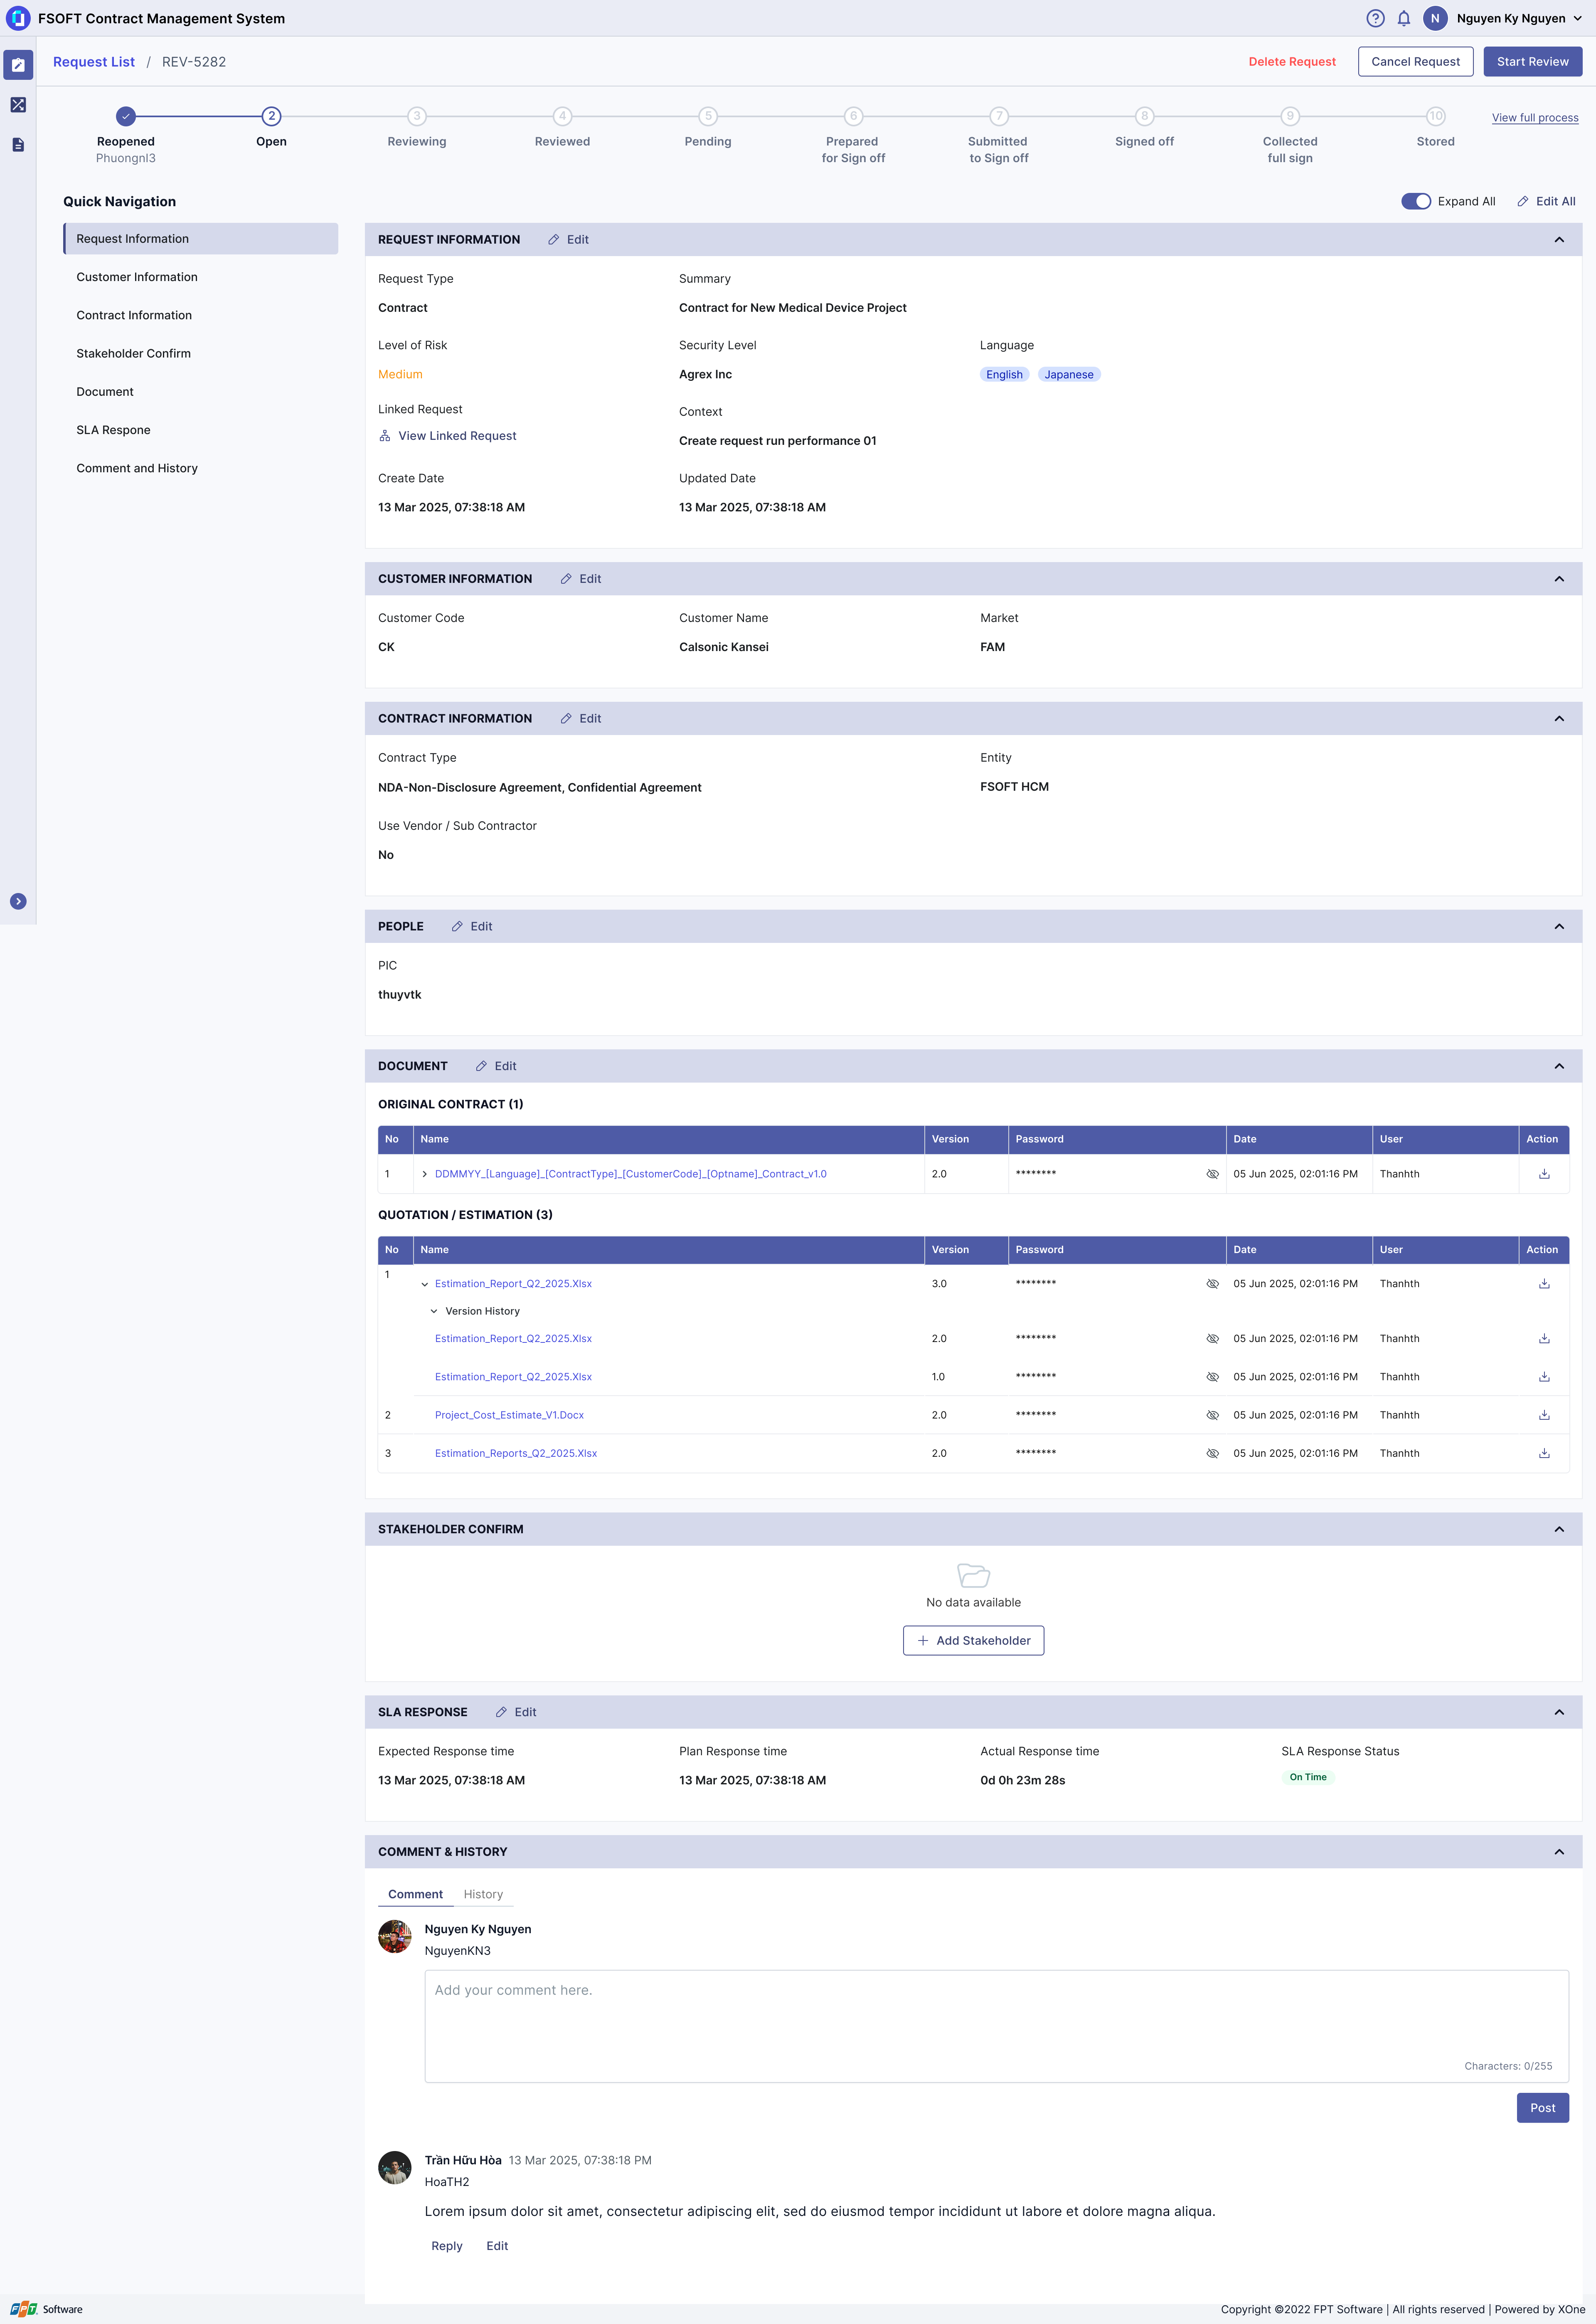 FSOFT Contract Management System
N
Nguyen Ky Nguyen
Request List / REV-5282
Delete Request
Cancel Request
Start Review
2
3
4
5
6
7
8
9
10
Reopened
Phuongnl3
Open
Reviewing
Reviewed
Pending
Prepared
for Sign off
Submitted
to Sign off
Signed off
Collected
full sign
Stored
View full process
Quick Navigation
Expand All
Edit All
Request Information
Customer Information
Contract Information
Stakeholder Confirm
Document
SLA Respone
Comment and History
REQUEST INFORMATION Edit
Request Type Summary
Contract Contract for New Medical Device Project
Level of Risk Security Level Language
Medium Agrex Inc English Japanese
Linked Request Context
View Linked Request Create request run performance 01
Create Date Updated Date
13 Mar 2025, 07:38:18 AM 13 Mar 2025, 07:38:18 AM
CUSTOMER INFORMATION Edit
Customer Code Customer Name Market
CK Calsonic Kansei FAM
CONTRACT INFORMATION Edit
Contract Type Entity
NDA-Non-Disclosure Agreement, Confidential Agreement FSOFT HCM
Use Vendor / Sub Contractor
No
PEOPLE Edit
PIC
thuyvtk
DOCUMENT Edit
ORIGINAL CONTRACT (1)
No Name Version Password Date User Action
1 DDMMYY_[Language]_[ContractType]_[CustomerCode]_[Optname]_Contract_v1.0 2.0 ******** 05 Jun 2025, 02:01:16 PM Thanhth
QUOTATION / ESTIMATION (3)
No Name Version Password Date User Action
1 Estimation_Report_Q2_2025.Xlsx 3.0 ******** 05 Jun 2025, 02:01:16 PM Thanhth
Version History
Estimation_Report_Q2_2025.Xlsx 2.0 ******** 05 Jun 2025, 02:01:16 PM Thanhth
Estimation_Report_Q2_2025.Xlsx 1.0 ******** 05 Jun 2025, 02:01:16 PM Thanhth
2 Project_Cost_Estimate_V1.Docx 2.0 ******** 05 Jun 2025, 02:01:16 PM Thanhth
3 Estimation_Reports_Q2_2025.Xlsx 2.0 ******** 05 Jun 2025, 02:01:16 PM Thanhth
STAKEHOLDER CONFIRM
No data available
Add Stakeholder
SLA RESPONSE Edit
Expected Response time Plan Response time Actual Response time SLA Response Status
13 Mar 2025, 07:38:18 AM 13 Mar 2025, 07:38:18 AM 0d 0h 23m 28s On Time
COMMENT & HISTORY
Comment History
Nguyen Ky Nguyen
NguyenKN3
Add your comment here.
Characters: 0/255
Post
Trần Hữu Hòa 13 Mar 2025, 07:38:18 PM
HoaTH2
Lorem ipsum dolor sit amet, consectetur adipiscing elit, sed do eiusmod tempor incididunt ut labore et dolore magna aliqua.
Reply Edit
FPT Software
Copyright ©2022 FPT Software | All rights reserved | Powered by XOne